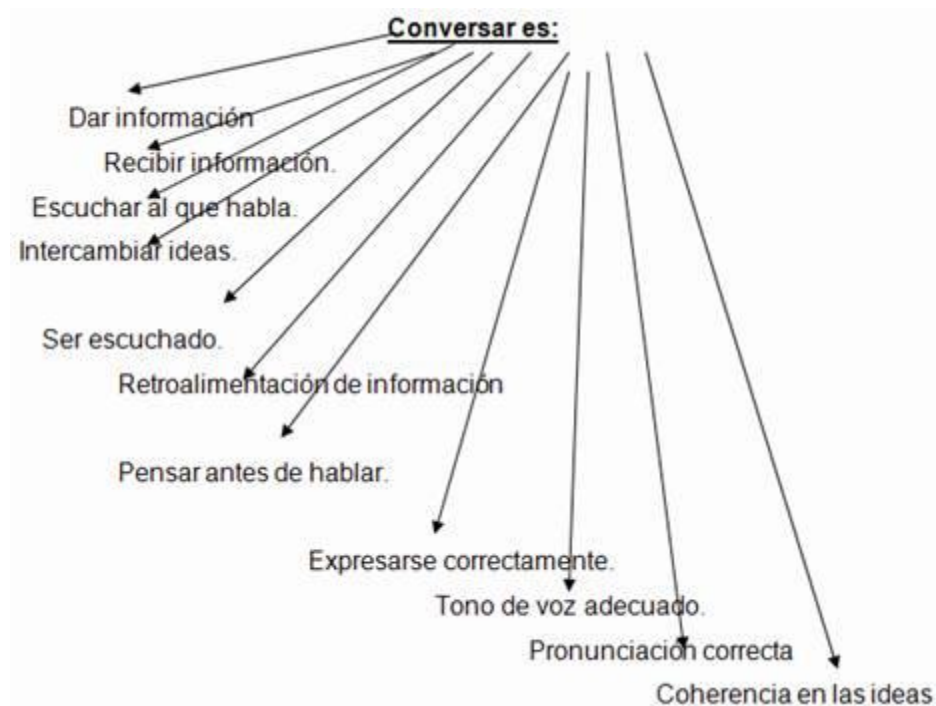 Conversar es:
Dar información
Recibir información.
Escuchar al que habla.
Intercambiar ideas.
Ser escuchado.
Retroalimentación de información
Pensar antes de hablar.
Expresarse correctamente.
Tono de voz adecuado.
Pronunciación correcta
Coherencia en las ideas